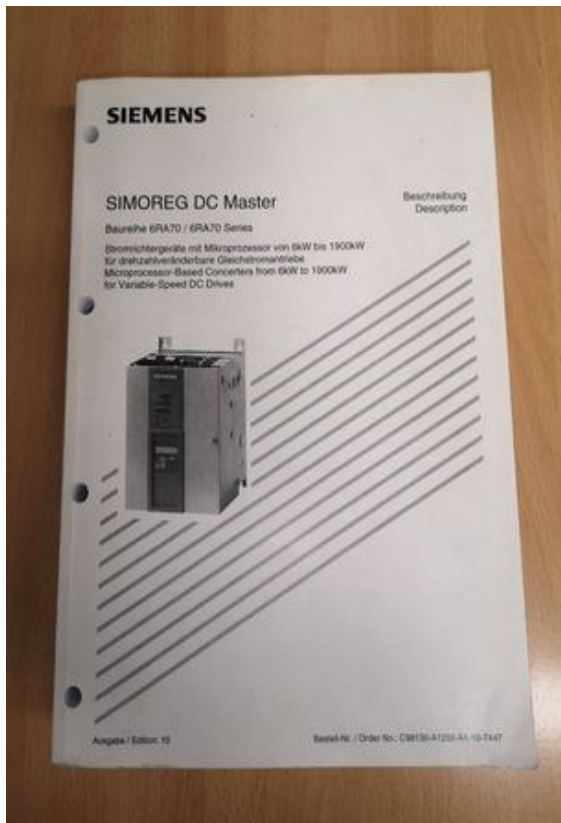 SIEMENS
SIMOREG DC Master
Beschreibung
Description
Baureihe 6RA70 / 6RA70 Series
Stromrichtergeräte mit Mikroprozessor von 6kW bis 1900kW
für drehzahlveränderbare Gleichstromantriebe
Microprocessor-Based Converters from 6kW to 1900kW
for Variable-Speed DC Drives
SIEMENS
Ausgabe / Edition: 10
Bestell-Nr. / Order No.: